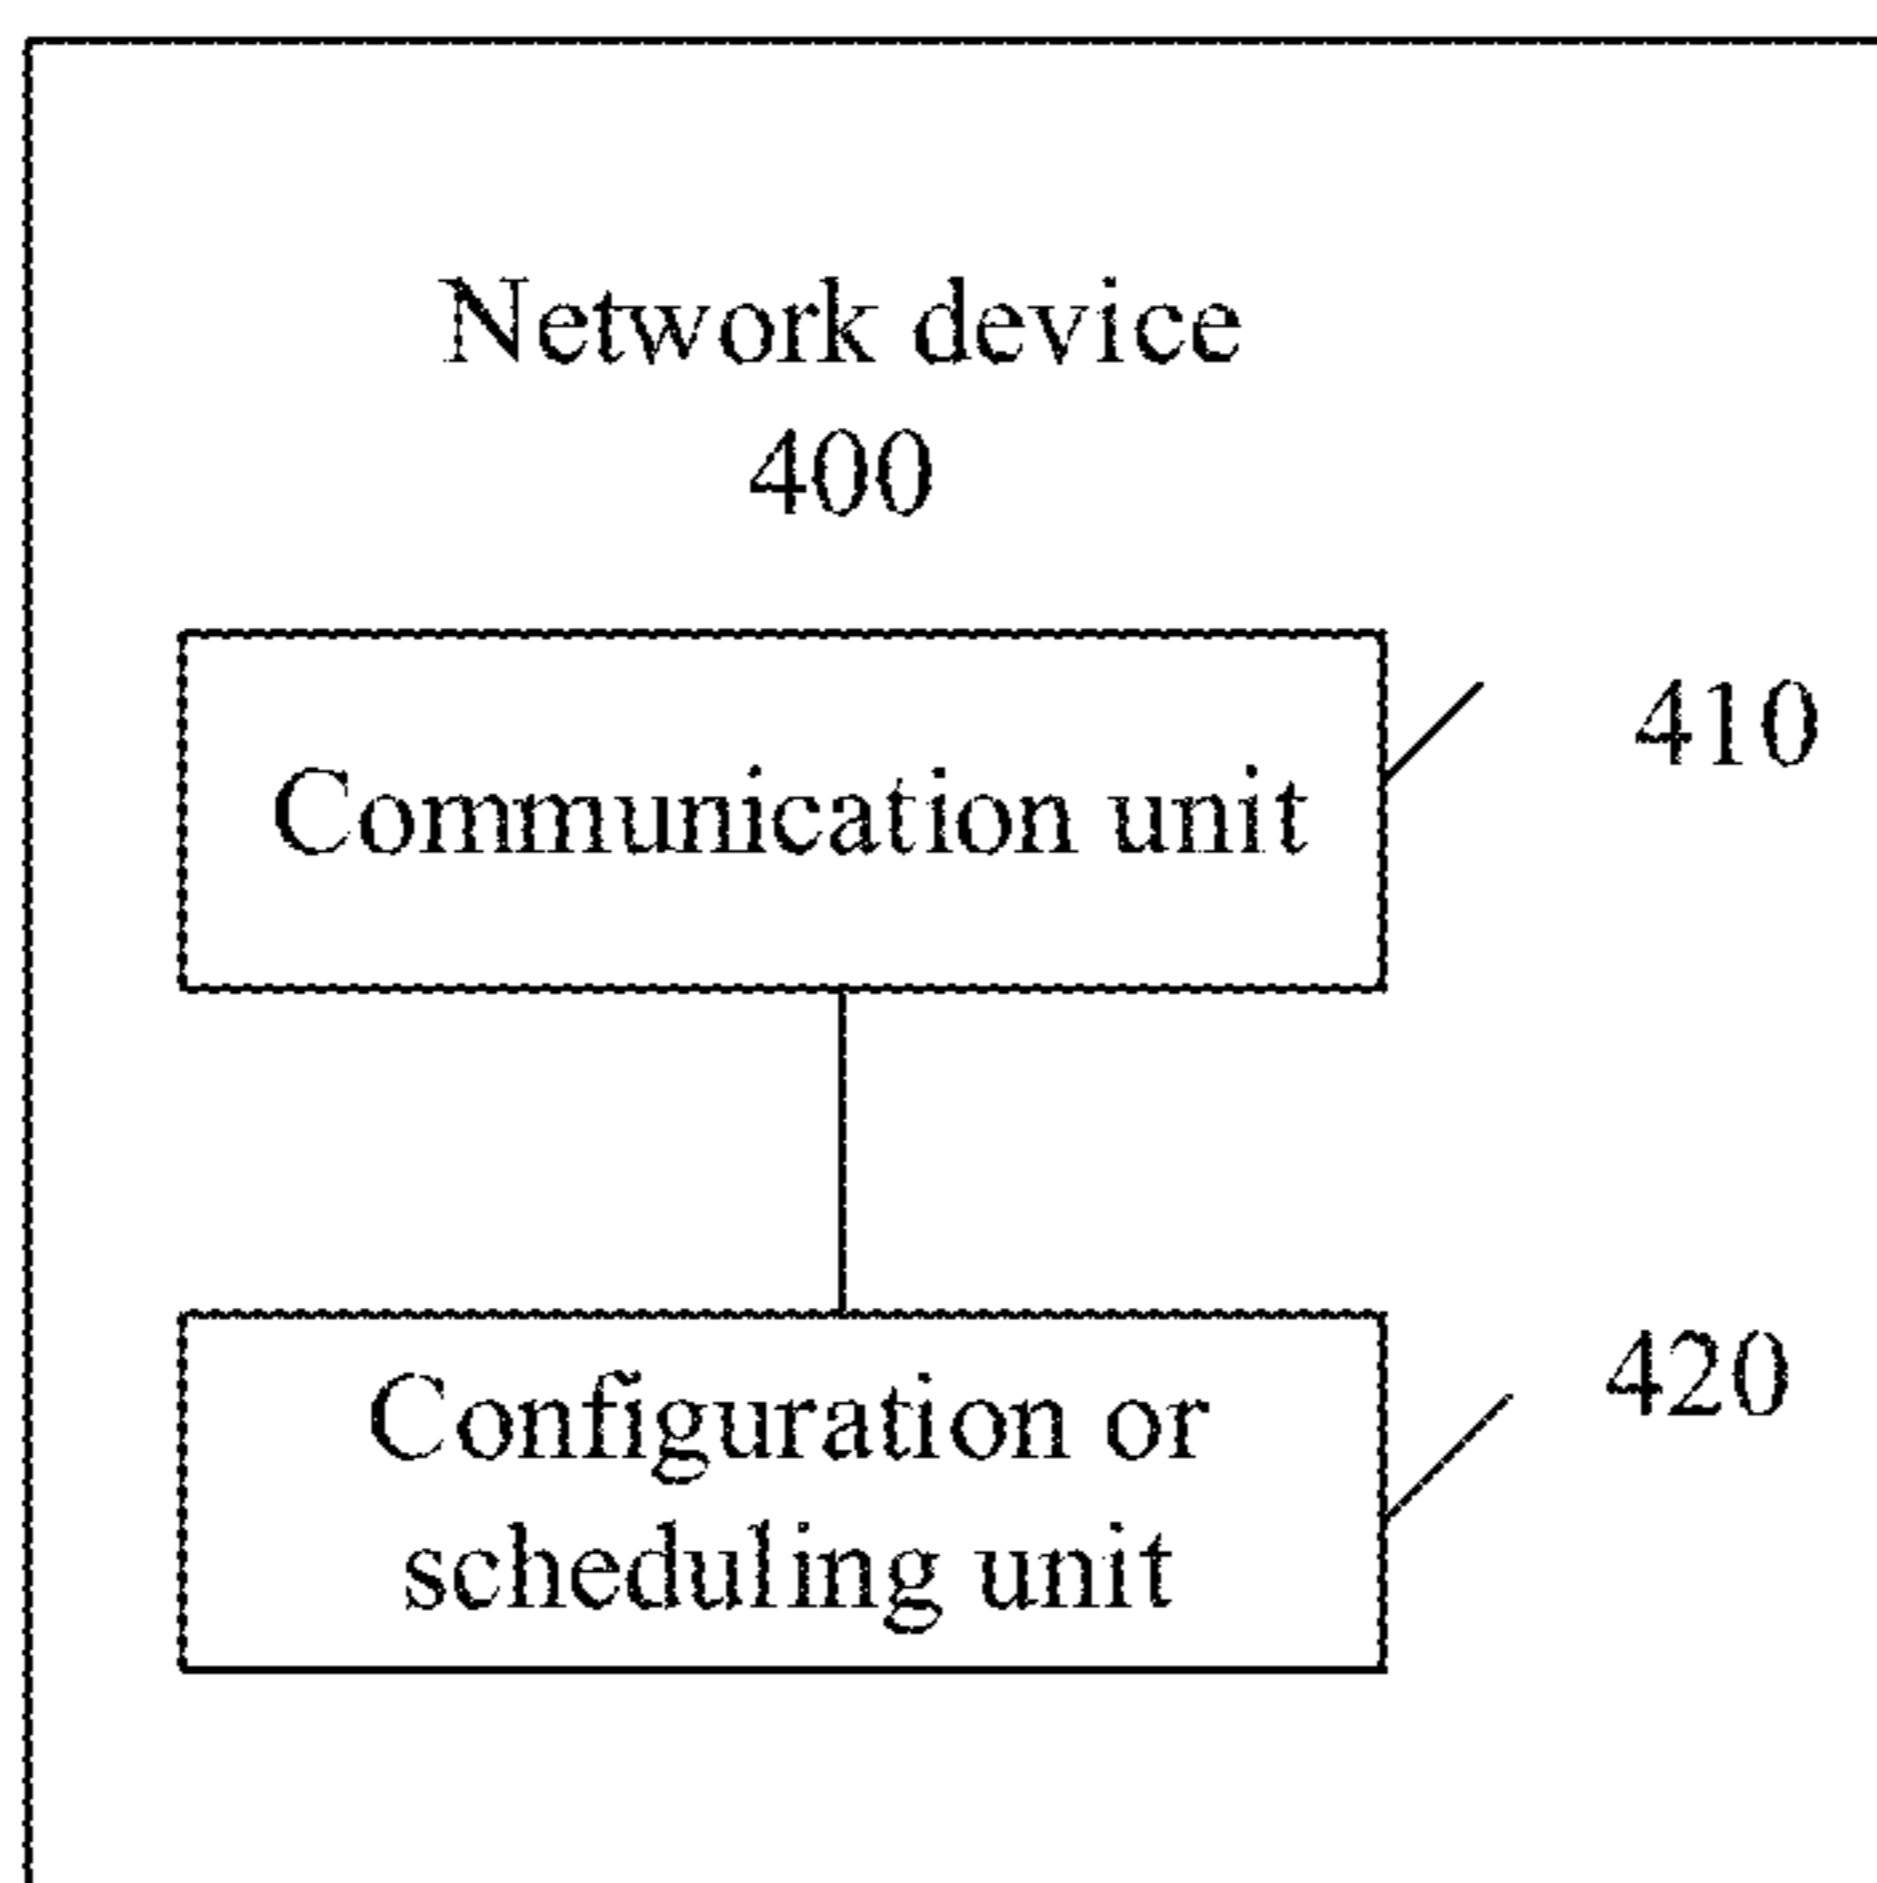 Network device
400
410
Communication unit
420
Configuration or
scheduling unit